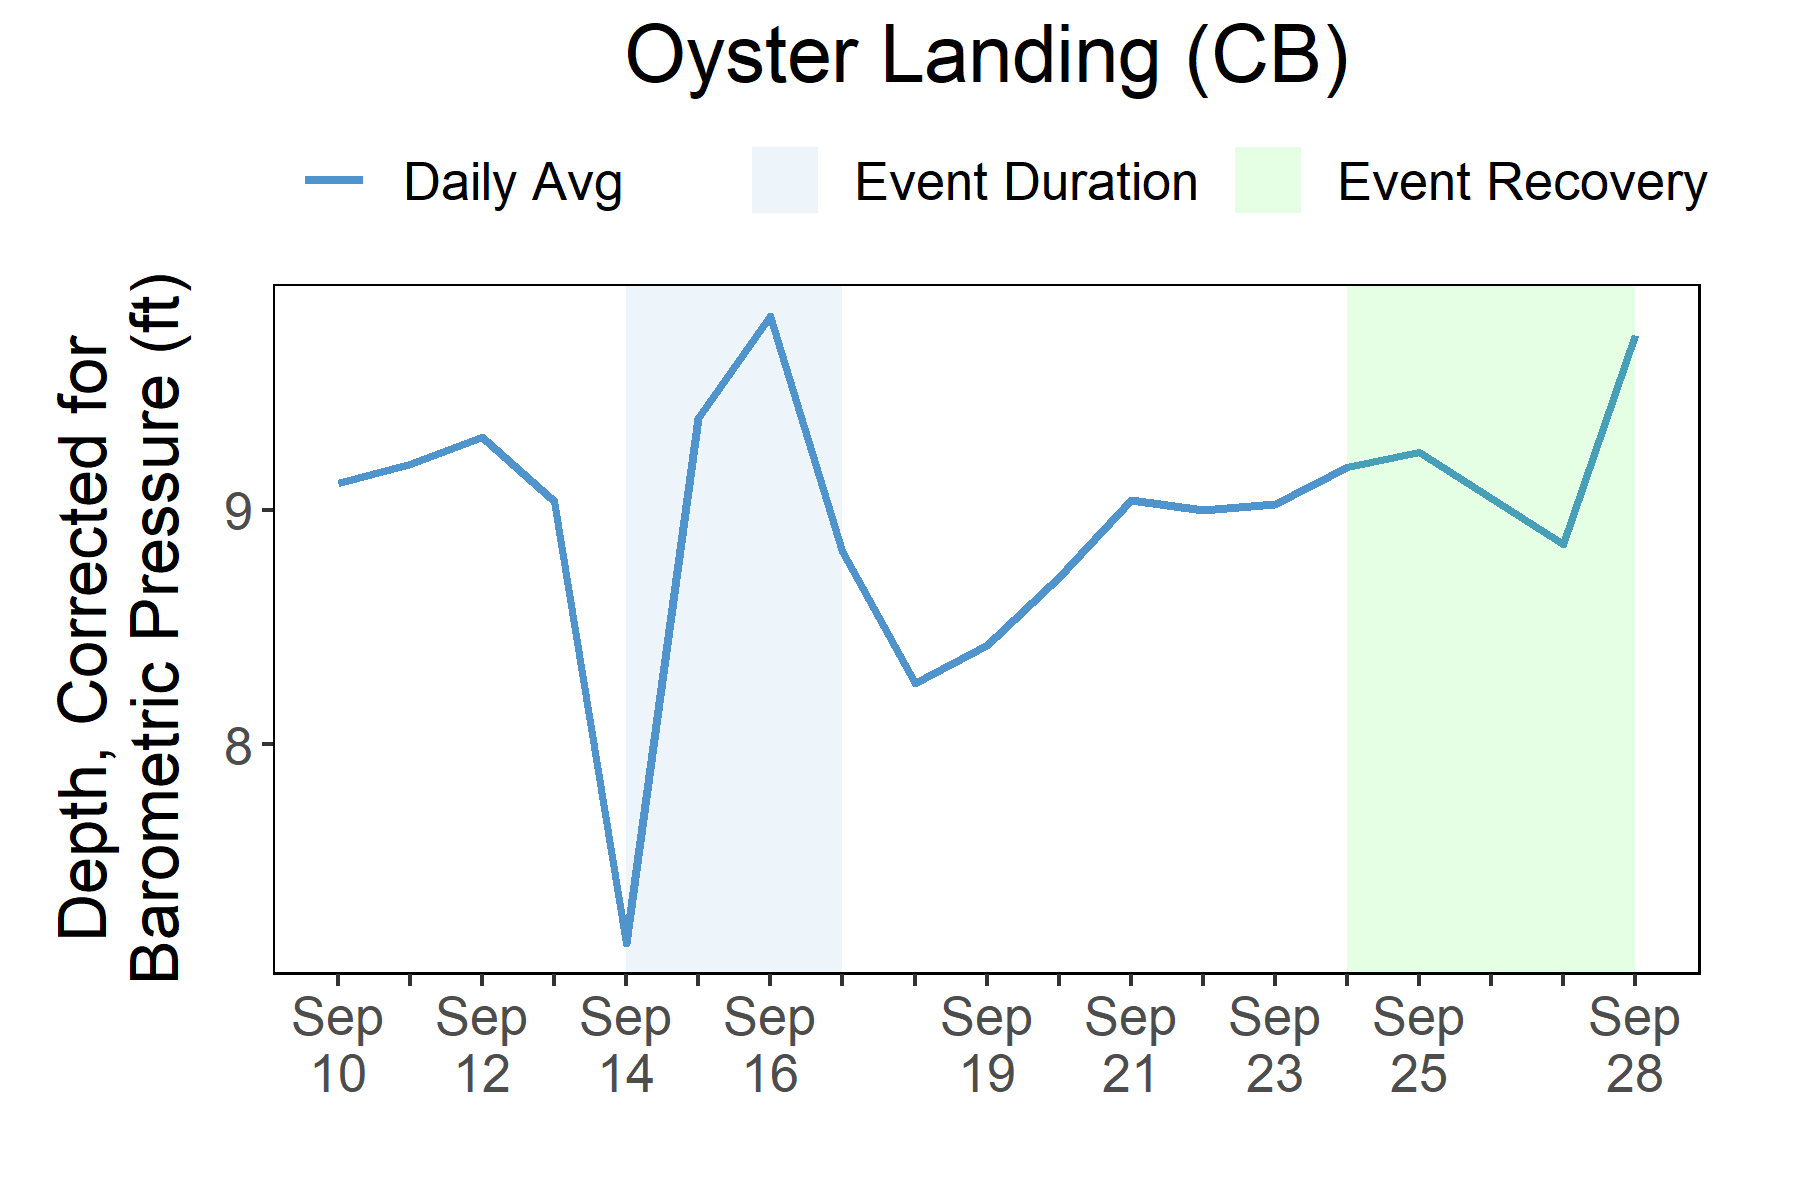 Oyster Landing (CB)
Daily Avg Event Duration Event Recovery
Depth, Corrected for
Barometric Pressure (ft)
9
8
Sep Sep Sep Sep Sep Sep Sep Sep Sep
10 12 14 16 19 21 23 25 28